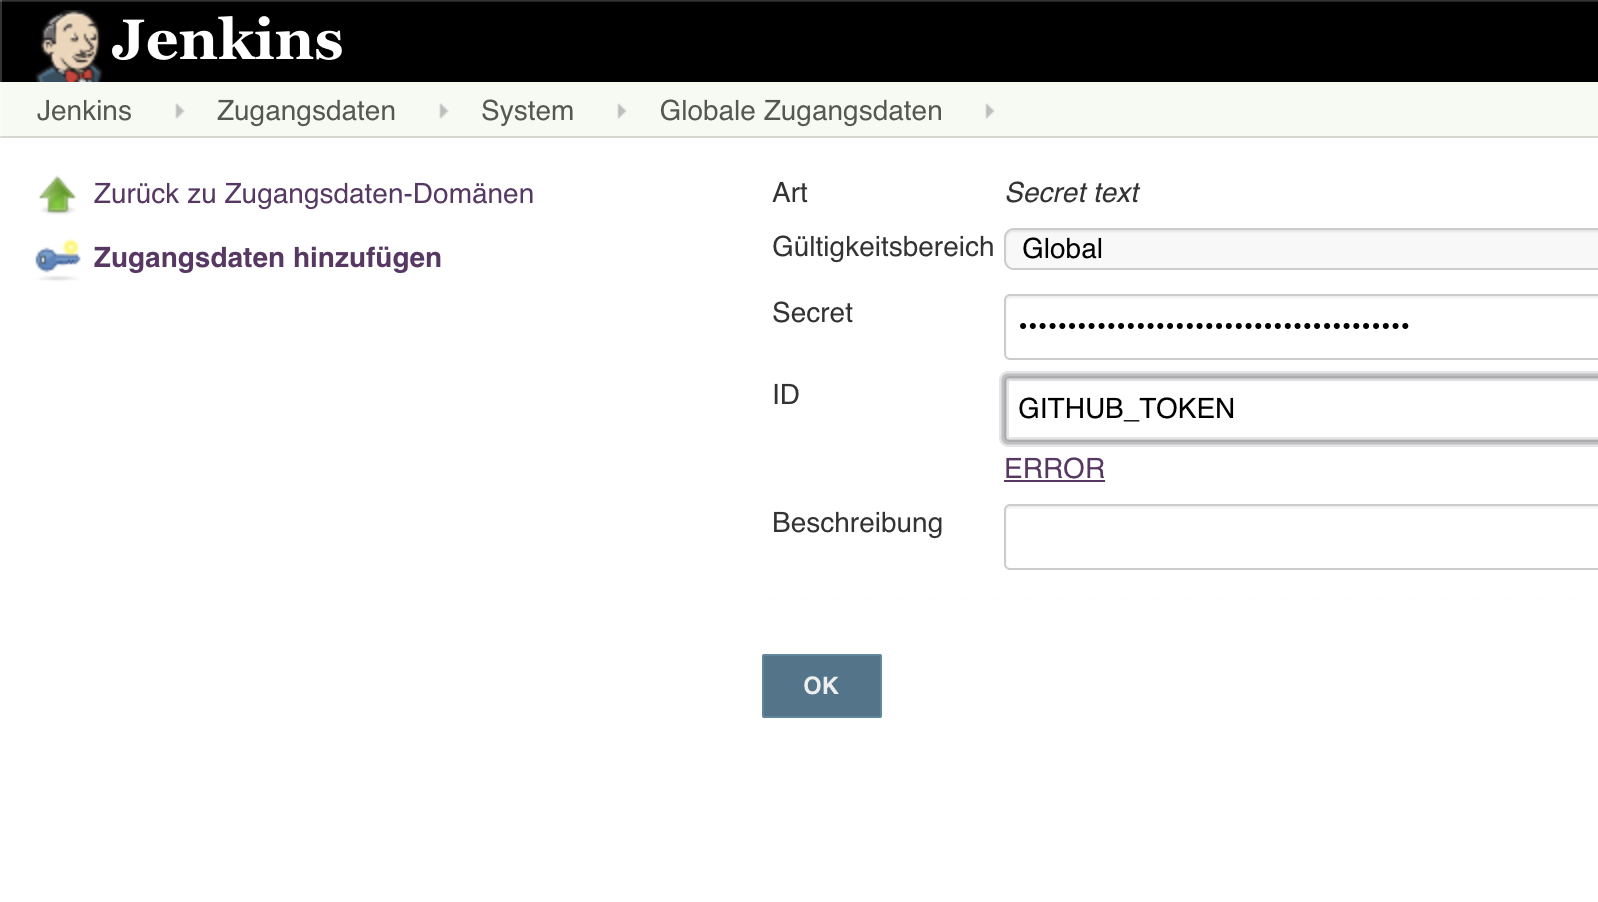 Jenkins
Jenkins Zugangsdaten System Globale Zugangsdaten
Zurück zu Zugangsdaten-Domänen
Zugangsdaten hinzufügen
Art Secret text
Gültigkeitsbereich Global
Secret ••••••••••••••••••••••••••••••••••••••••
ID GITHUB_TOKEN
ERROR
Beschreibung
OK